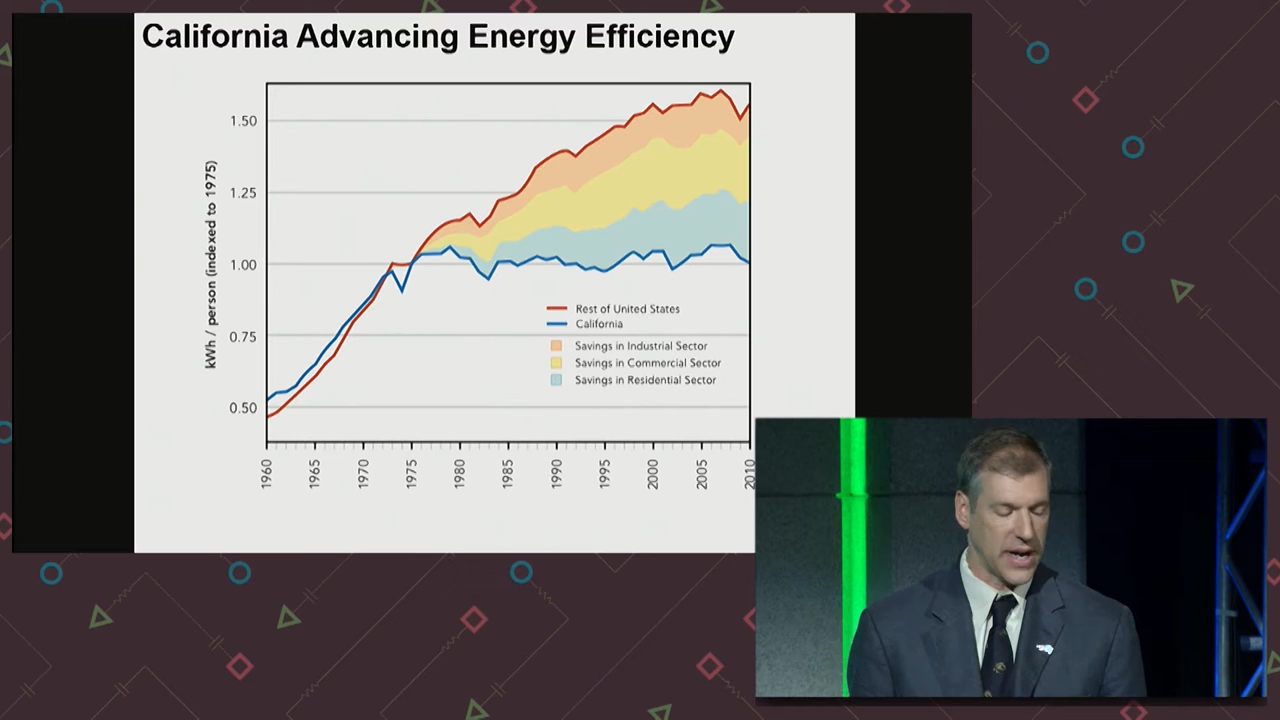 California Advancing Energy Efficiency
kWh / person (indexed to 1975)
1.50
1.25
1.00
0.75
0.50
Rest of United States
California
Savings in Industrial Sector
Savings in Commercial Sector
Savings in Residential Sector
1960
1965
1970
1975
1980
1985
1990
1995
2000
2005
2010